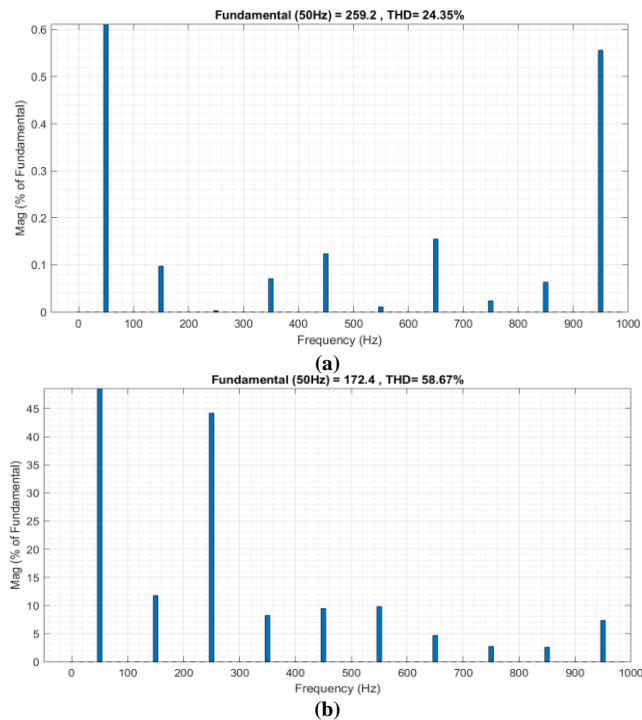 Fundamental (50Hz) = 259.2 , THD= 24.35%
Mag (% of Fundamental)
0.6
0.5
0.4
0.3
0.2
0.1
0
0 100 200 300 400 500 600 700 800 900 1000
Frequency (Hz)
(a)
Fundamental (50Hz) = 172.4 , THD= 58.67%
Mag (% of Fundamental)
45
40
35
30
25
20
15
10
5
0
0 100 200 300 400 500 600 700 800 900 1000
Frequency (Hz)
(b)